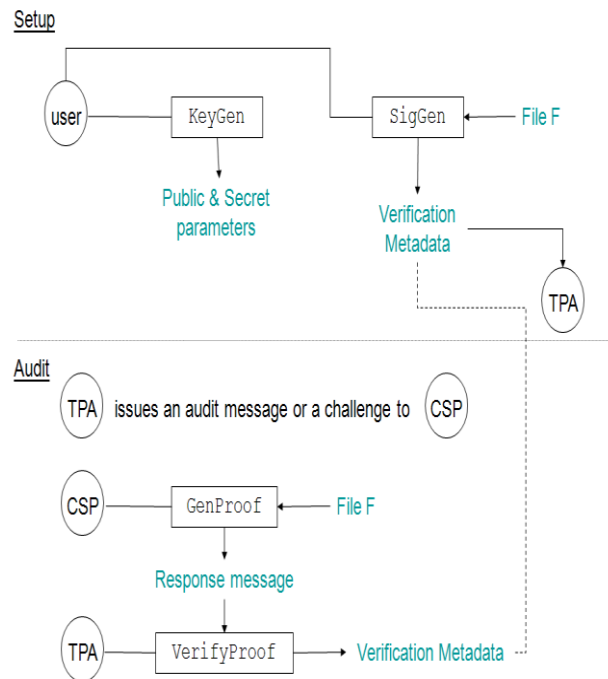 Setup
user
KeyGen
SigGen
File F
Public & Secret
parameters
Verification
Metadata
TPA
Audit
TPA issues an audit message or a challenge to CSP
CSP
GenProof
File F
Response message
TPA
VerifyProof
Verification Metadata